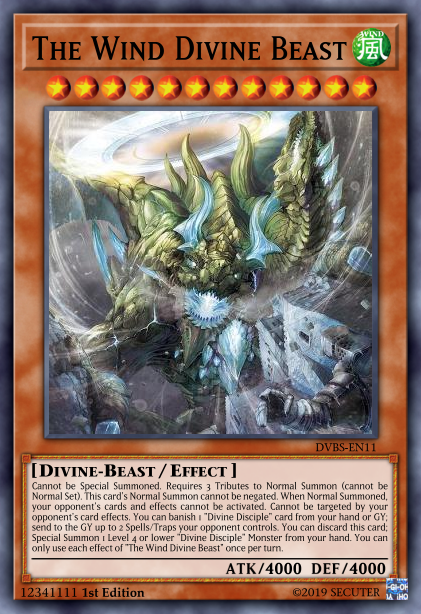 THE WIND DIVINE BEAST
WIND
風
DVBS-EN11
[DIVINE-BEAST / EFFECT ]
Cannot be Special Summoned. Requires 3 Tributes to Normal Summon (cannot be
Normal Set). This card's Normal Summon cannot be negated. When Normal Summoned,
your opponent's cards and effects cannot be activated. Cannot be targeted by your
opponent's card effects. You can banish 1 "Divine Disciple" card from your hand or GY;
send to the GY up to 2 Spells/Traps your opponent controls. You can discard this card;
Special Summon 1 Level 4 or lower "Divine Disciple" Monster from your hand. You can
only use each effect of "The Wind Divine Beast" once per turn.
ATK/4000 DEF/4000
12341111 1st Edition
©2019 SECUTER